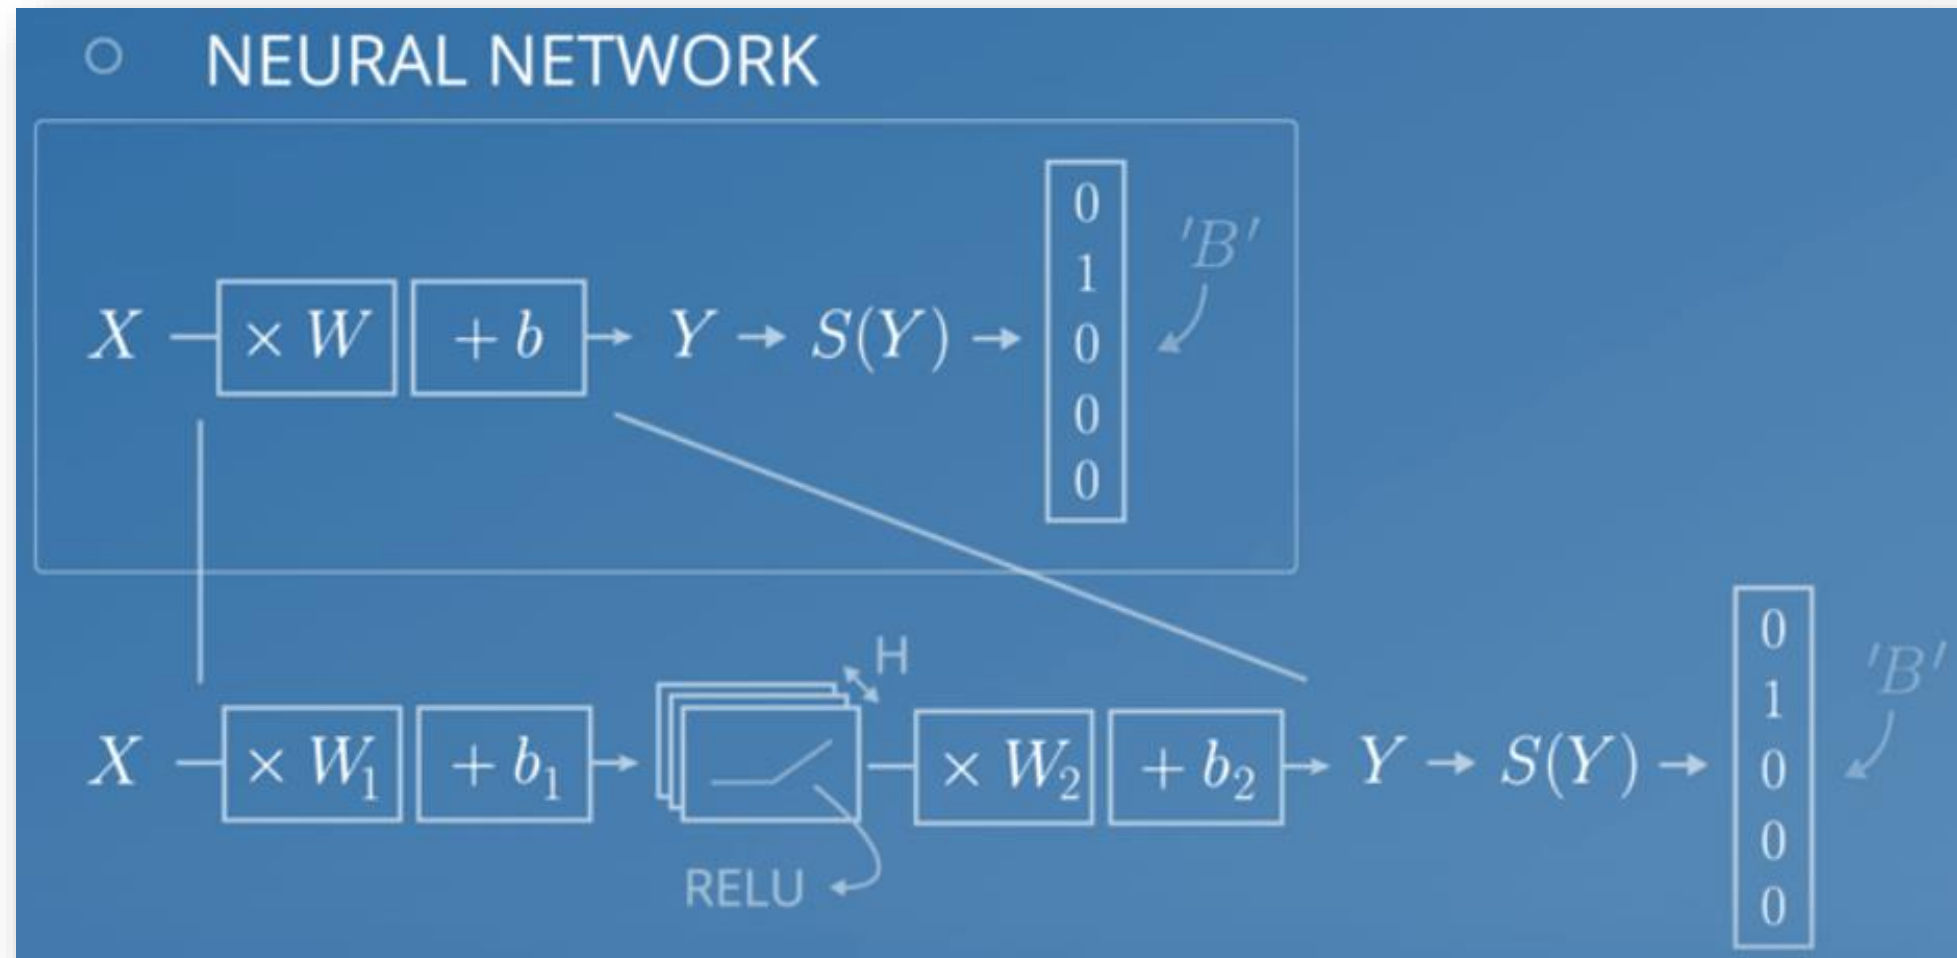 NEURAL NETWORK
X × W + b Y S(Y)
0
1
0
0
0
'B'
H
X × W₁ + b₁ × W₂ + b₂ Y S(Y)
0
1
0
0
0
'B'
RELU